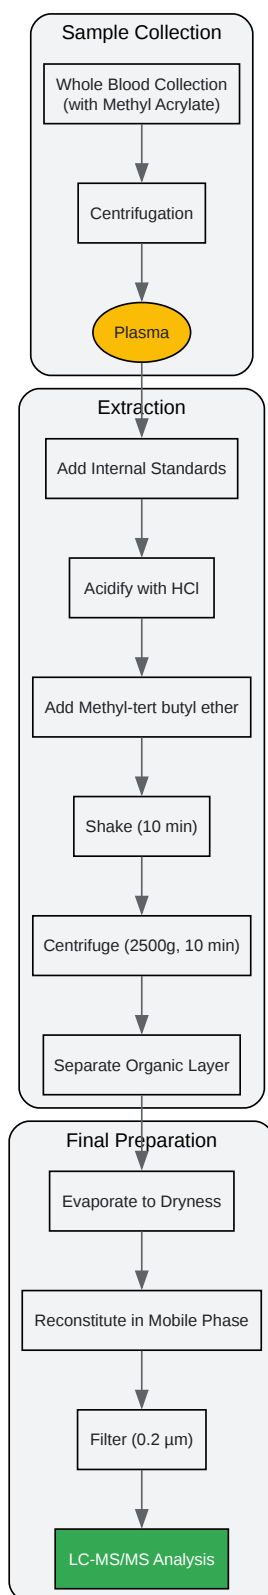 Sample Collection
Whole Blood Collection
(with Methyl Acrylate)
Centrifugation
Plasma
Extraction
Add Internal Standards
Acidify with HCl
Add Methyl-tert butyl ether
Shake (10 min)
Centrifuge (2500g, 10 min)
Separate Organic Layer
Final Preparation
Evaporate to Dryness
Reconstitute in Mobile Phase
Filter (0.2 µm)
LC-MS/MS Analysis